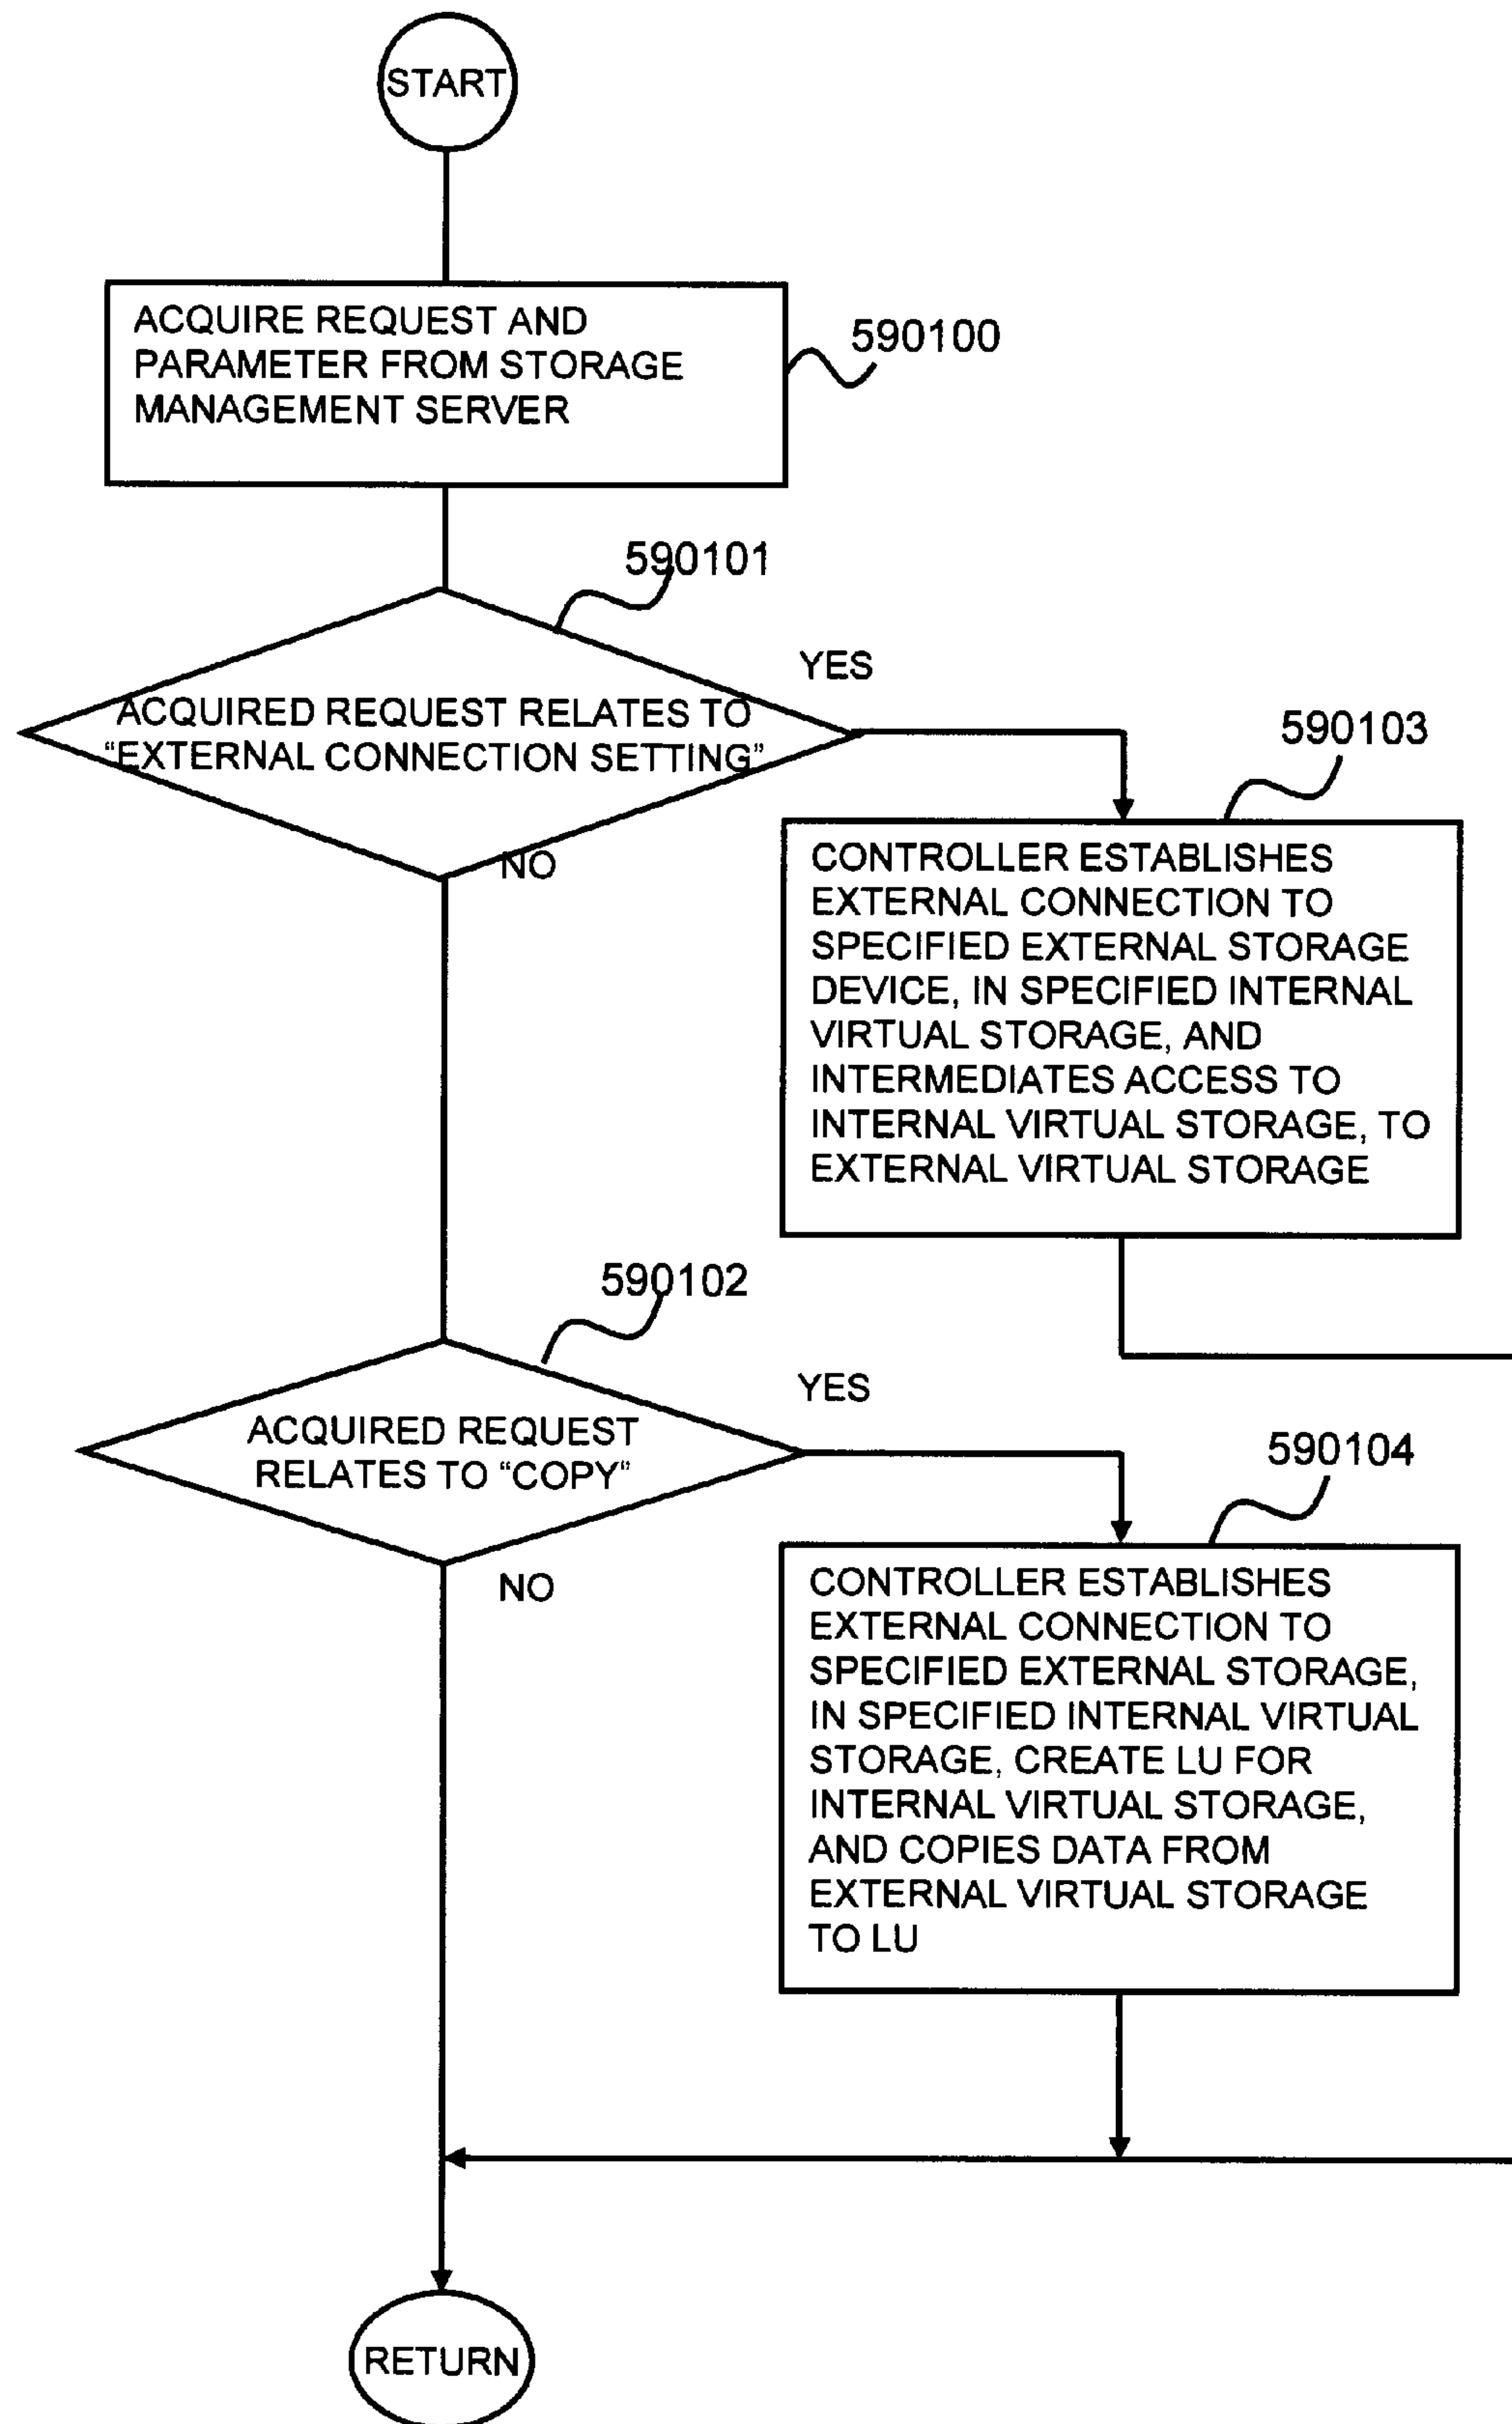 START
ACQUIRE REQUEST AND
PARAMETER FROM STORAGE
MANAGEMENT SERVER
590100
590101
YES
ACQUIRED REQUEST RELATES TO
“EXTERNAL CONNECTION SETTING”
NO
590103
CONTROLLER ESTABLISHES
EXTERNAL CONNECTION TO
SPECIFIED EXTERNAL STORAGE
DEVICE, IN SPECIFIED INTERNAL
VIRTUAL STORAGE, AND
INTERMEDIATES ACCESS TO
INTERNAL VIRTUAL STORAGE, TO
EXTERNAL VIRTUAL STORAGE
590102
YES
ACQUIRED REQUEST
RELATES TO “COPY”
NO
590104
CONTROLLER ESTABLISHES
EXTERNAL CONNECTION TO
SPECIFIED EXTERNAL STORAGE,
IN SPECIFIED INTERNAL VIRTUAL
STORAGE, CREATE LU FOR
INTERNAL VIRTUAL STORAGE,
AND COPIES DATA FROM
EXTERNAL VIRTUAL STORAGE
TO LU
RETURN